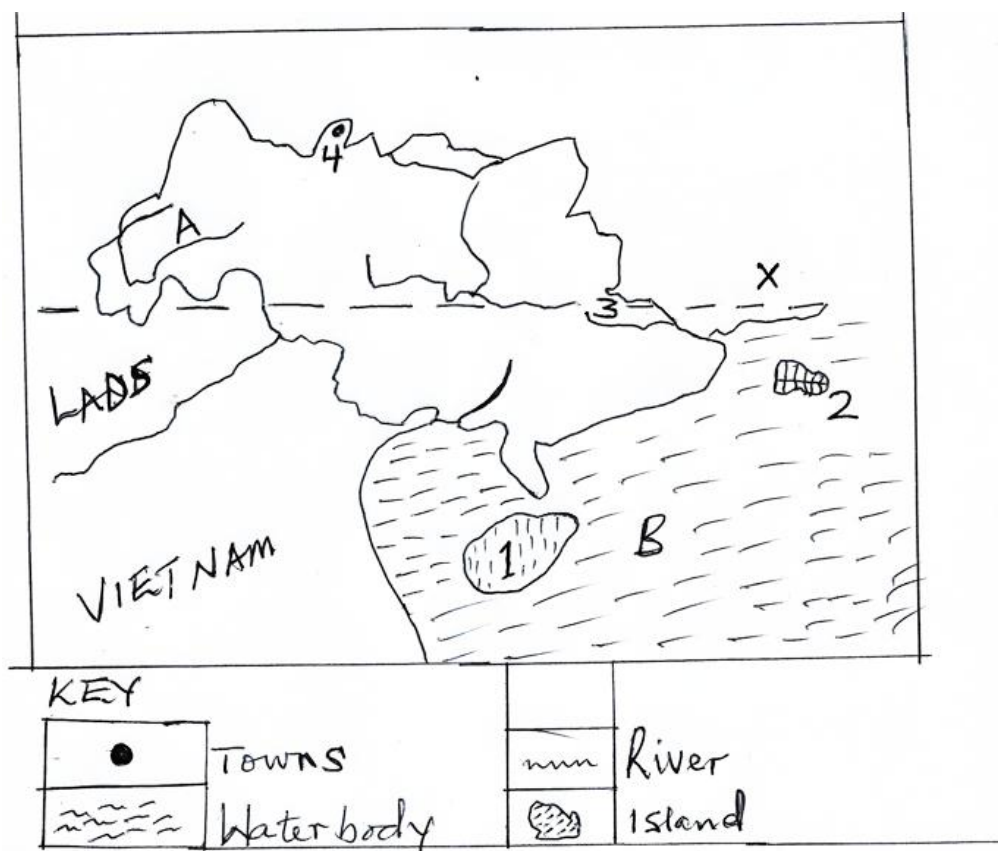 4
A
X
3
LAOS
2
B
1
VIETNAM
KEY
Towns
River
Waterbody
Island